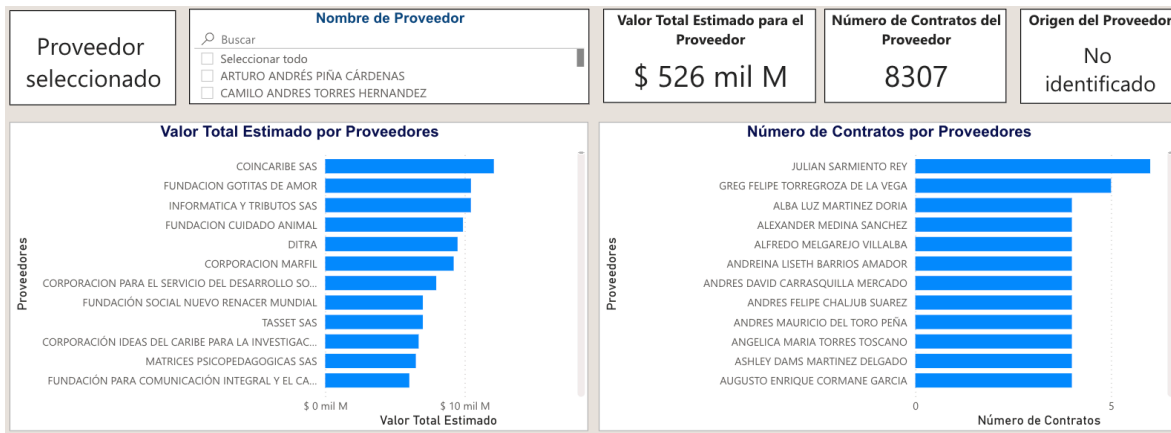 Proveedor
seleccionado
Nombre de Proveedor
Buscar
Seleccionar todo
ARTURO ANDRÉS PIÑA CÁRDENAS
CAMILO ANDRES TORRES HERNANDEZ
Valor Total Estimado para el
Proveedor
$ 526 mil M
Número de Contratos del
Proveedor
8307
Origen del Proveedor
No
identificado
Valor Total Estimado por Proveedores
Proveedores
COINCARIBE SAS
FUNDACION GOTITAS DE AMOR
INFORMATICA Y TRIBUTOS SAS
FUNDACION CUIDADO ANIMAL
DITRA
CORPORACION MARFIL
CORPORACION PARA EL SERVICIO DEL DESARROLLO SO...
FUNDACIÓN SOCIAL NUEVO RENACER MUNDIAL
TASSET SAS
CORPORACIÓN IDEAS DEL CARIBE PARA LA INVESTIGAC...
MATRICES PSICOPEDAGOGICAS SAS
FUNDACIÓN PARA COMUNICACIÓN INTEGRAL Y EL CA...
$ 0 mil M
$ 10 mil M
Valor Total Estimado
Número de Contratos por Proveedores
Proveedores
JULIAN SARMIENTO REY
GREG FELIPE TORREGROZA DE LA VEGA
ALBA LUZ MARTINEZ DORIA
ALEXANDER MEDINA SANCHEZ
ALFREDO MELGAREJO VILLALBA
ANDREINA LISETH BARRIOS AMADOR
ANDRES DAVID CARRASQUILLA MERCADO
ANDRES FELIPE CHALJUB SUAREZ
ANDRES MAURICIO DEL TORO PEÑA
ANGELICA MARIA TORRES TOSCANO
ASHLEY DAMS MARTINEZ DELGADO
AUGUSTO ENRIQUE CORMANE GARCIA
0
5
Número de Contratos